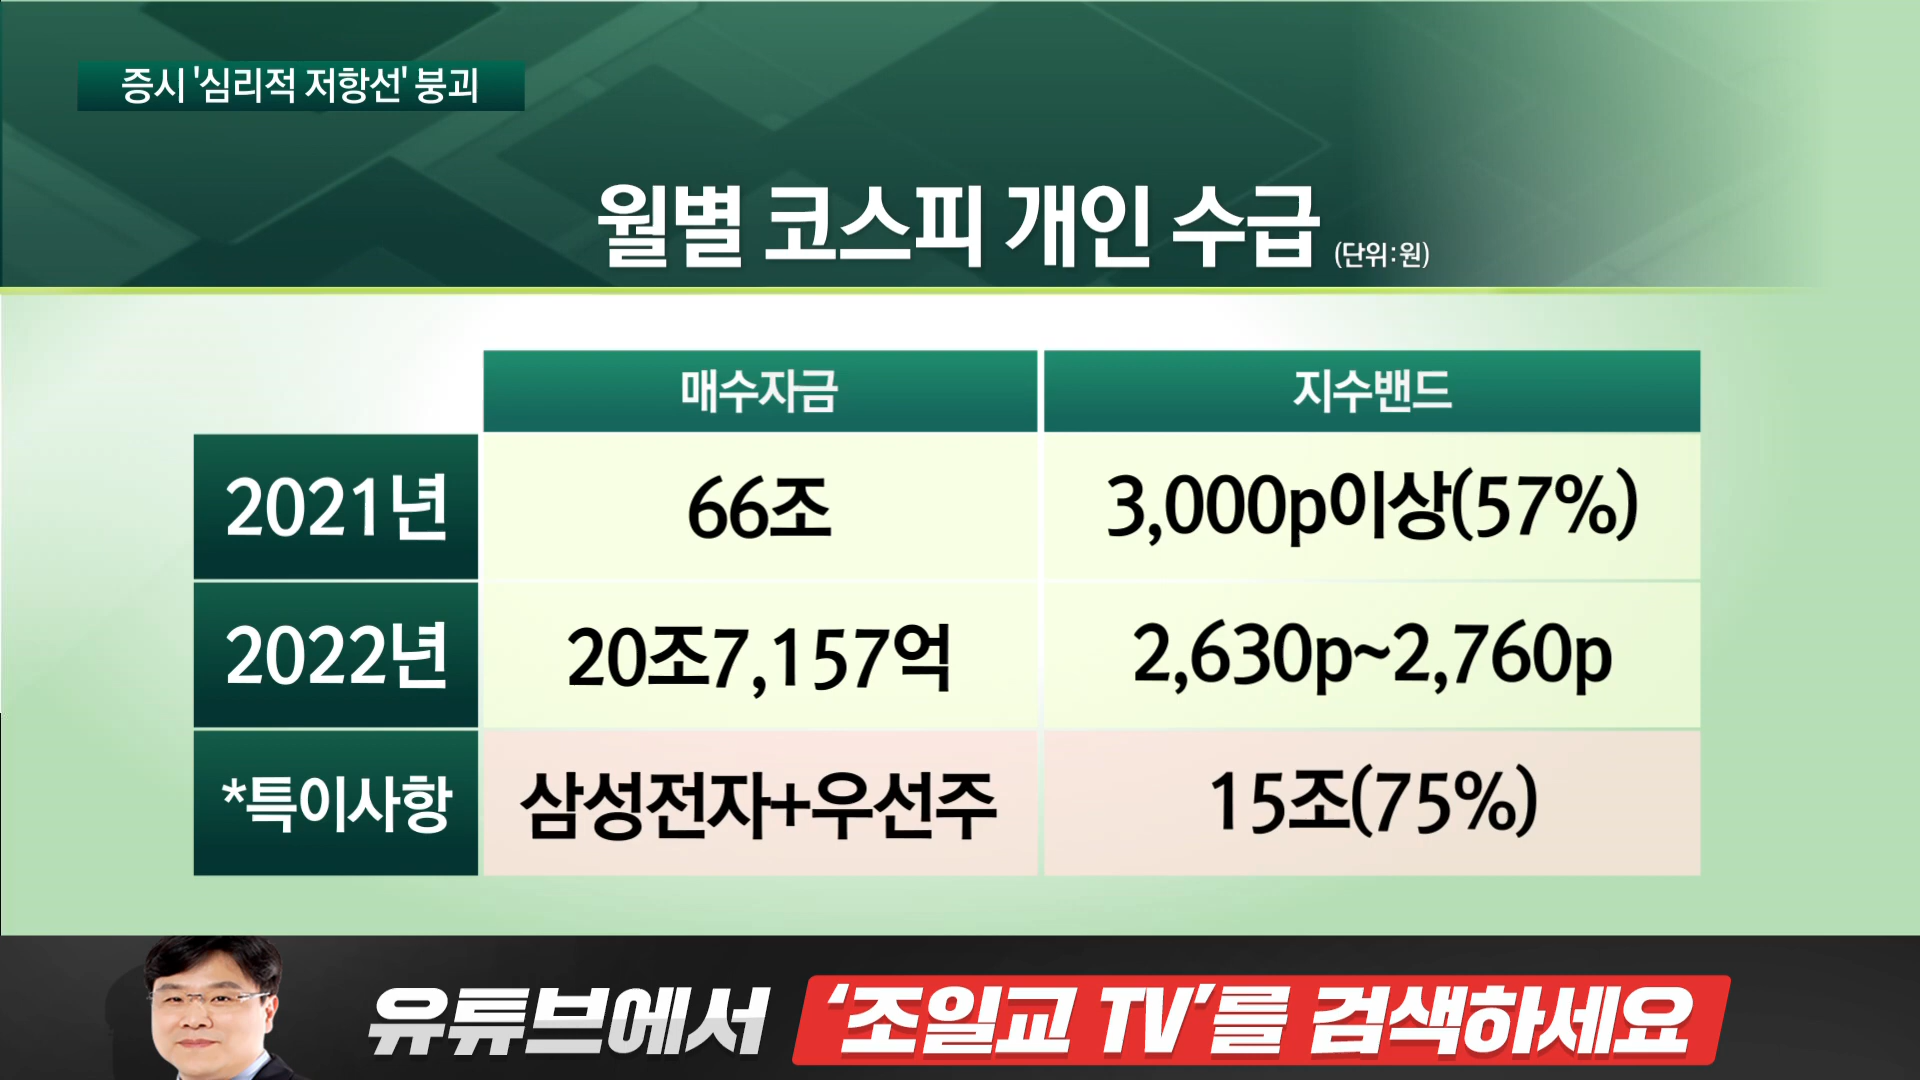 증시 '심리적 저항선' 붕괴
월별 코스피 개인 수급 (단위:원)
매수자금 지수밴드
2021년 66조 3,000p이상(57%)
2022년 20조7,157억 2,630p~2,760p
*특이사항 삼성전자+우선주 15조(75%)
유튜브에서 '조일교 TV'를 검색하세요